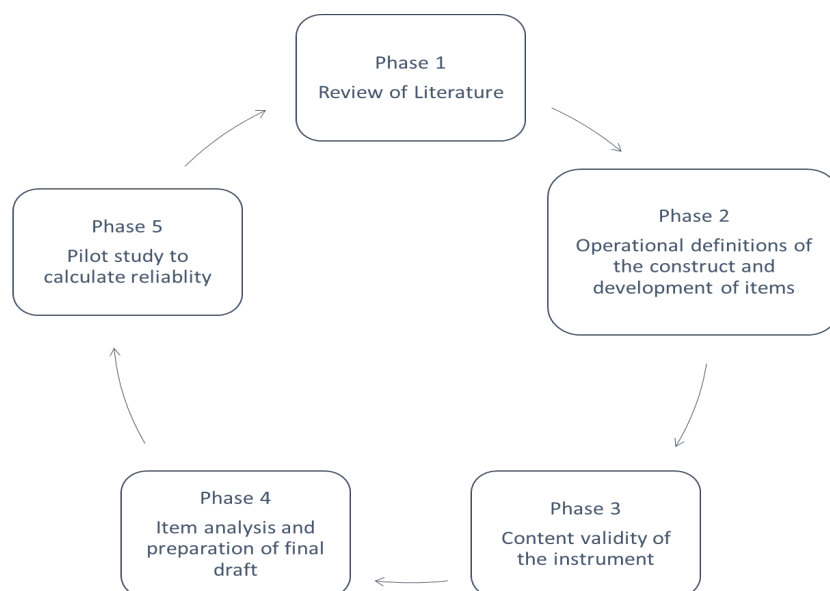 Phase 1
Review of Literature
Phase 2
Operational definitions of
the construct and
development of items
Phase 3
Content validity of
the instrument
Phase 4
Item analysis and
preparation of final
draft
Phase 5
Pilot study to
calculate reliablity